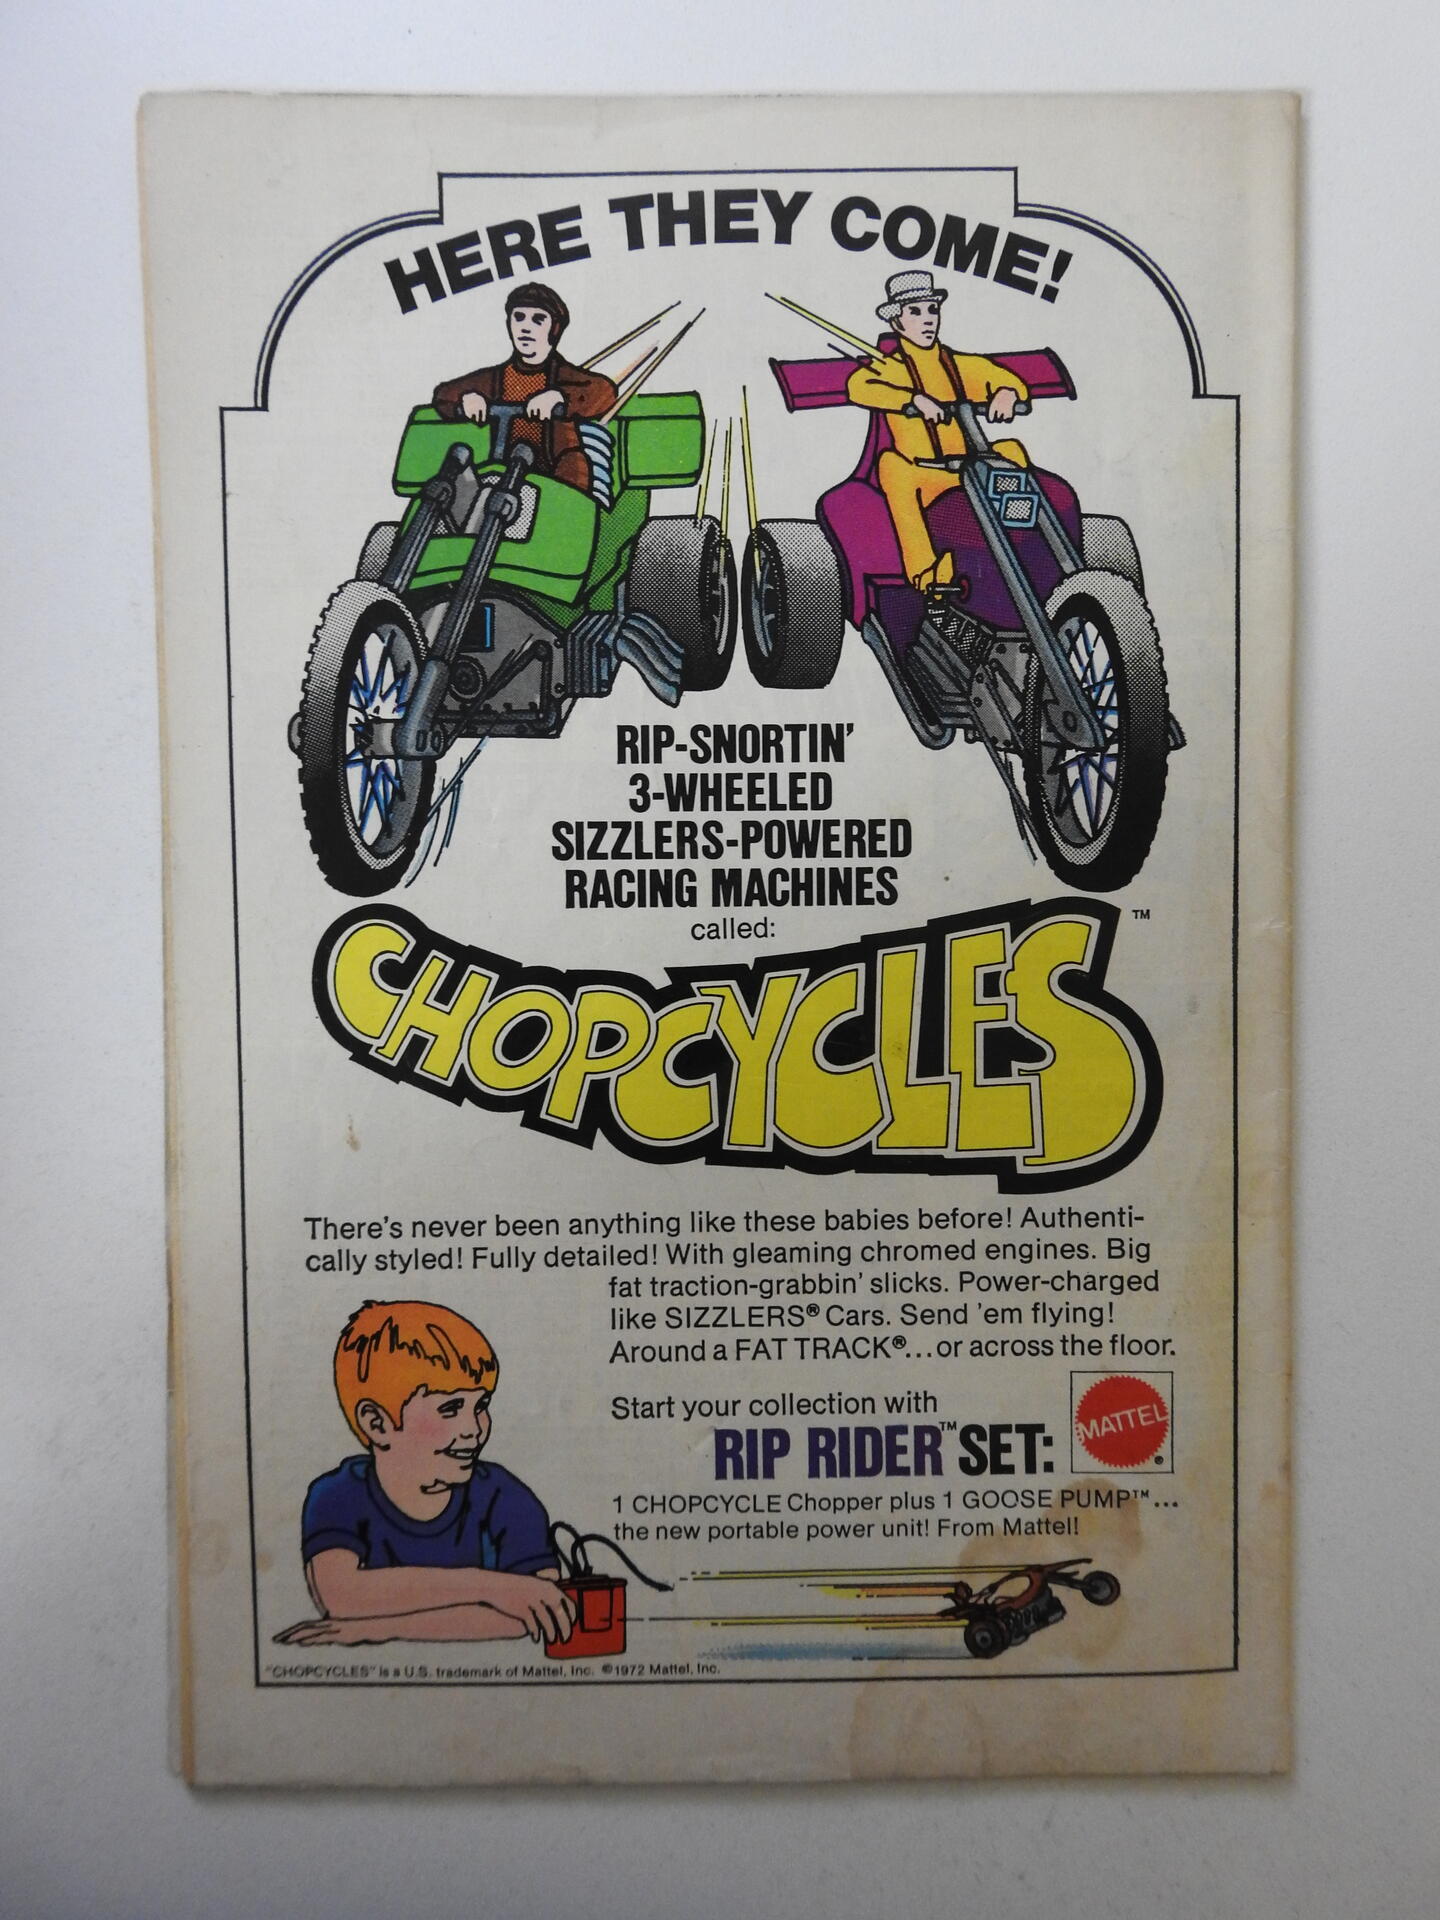 HERE THEY COME!
RIP-SNORTIN'
3-WHEELED
SIZZLERS-POWERED
RACING MACHINES
called:
CHOPCYCLES™
There's never been anything like these babies before! Authenti-
cally styled! Fully detailed! With gleaming chromed engines. Big
fat traction-grabbin' slicks. Power-charged
like SIZZLERS® Cars. Send 'em flying!
Around a FAT TRACK®...or across the floor.
Start your collection with
RIP RIDER™ SET:
MATTEL®
1 CHOPCYCLE Chopper plus 1 GOOSE PUMP™...
the new portable power unit! From Mattel!
"CHOPCYCLES" is a U.S. trademark of Mattel, Inc. ©1972 Mattel, Inc.